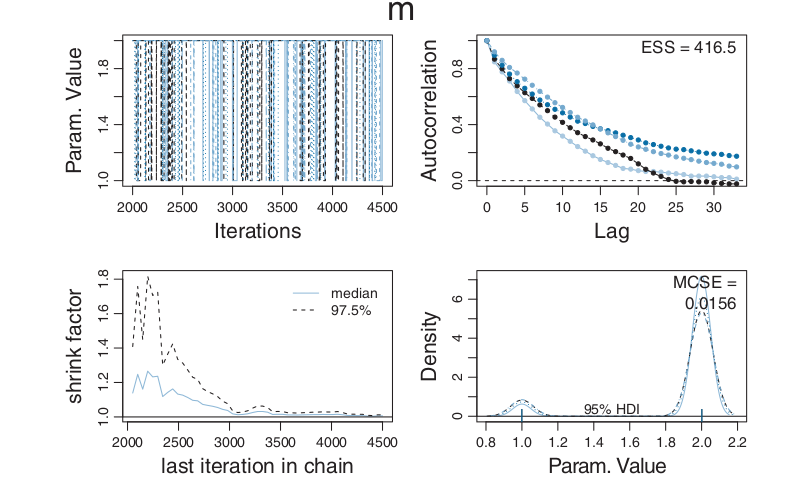 m
Param. Value
1.0 1.4 1.8
2000 2500 3000 3500 4000 4500
Iterations
Autocorrelation
0.0 0.4 0.8
ESS = 416.5
0 5 10 15 20 25 30
Lag
shrink factor
1.0 1.2 1.4 1.6 1.8
median
97.5%
2000 2500 3000 3500 4000 4500
last iteration in chain
Density
0 2 4 6
MCSE =
0.0156
95% HDI
0.8 1.0 1.2 1.4 1.6 1.8 2.0 2.2
Param. Value